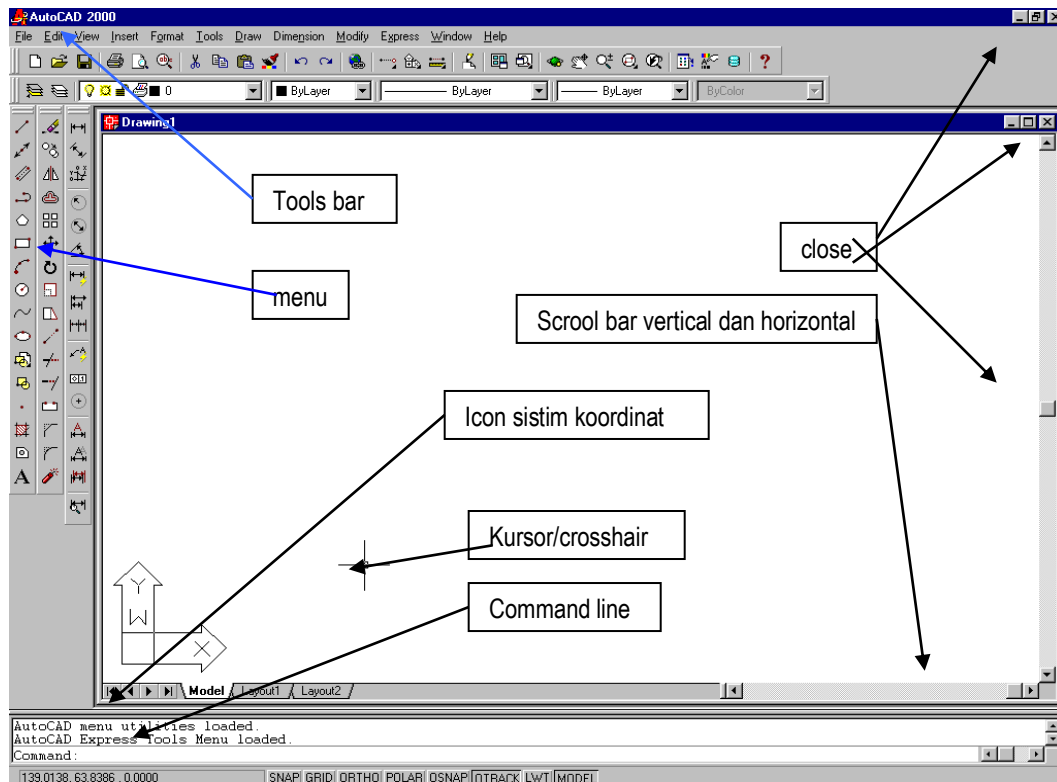 AutoCAD 2000
File Edit View Insert Format Tools Draw Dimension Modify Express Window Help
0 ByLayer ByLayer ByLayer ByColor
Drawing1
Tools bar
close
menu
Scrool bar vertical dan horizontal
Icon sistim koordinat
Kursor/crosshair
Command line
Y
W
X
Model Layout1 Layout2
AutoCAD menu utilities loaded.
AutoCAD Express Tools Menu loaded.
Command:
139.0138, 63.8386 , 0.0000 SNAP GRID ORTHO POLAR OSNAP OTRACK LWT MODEL